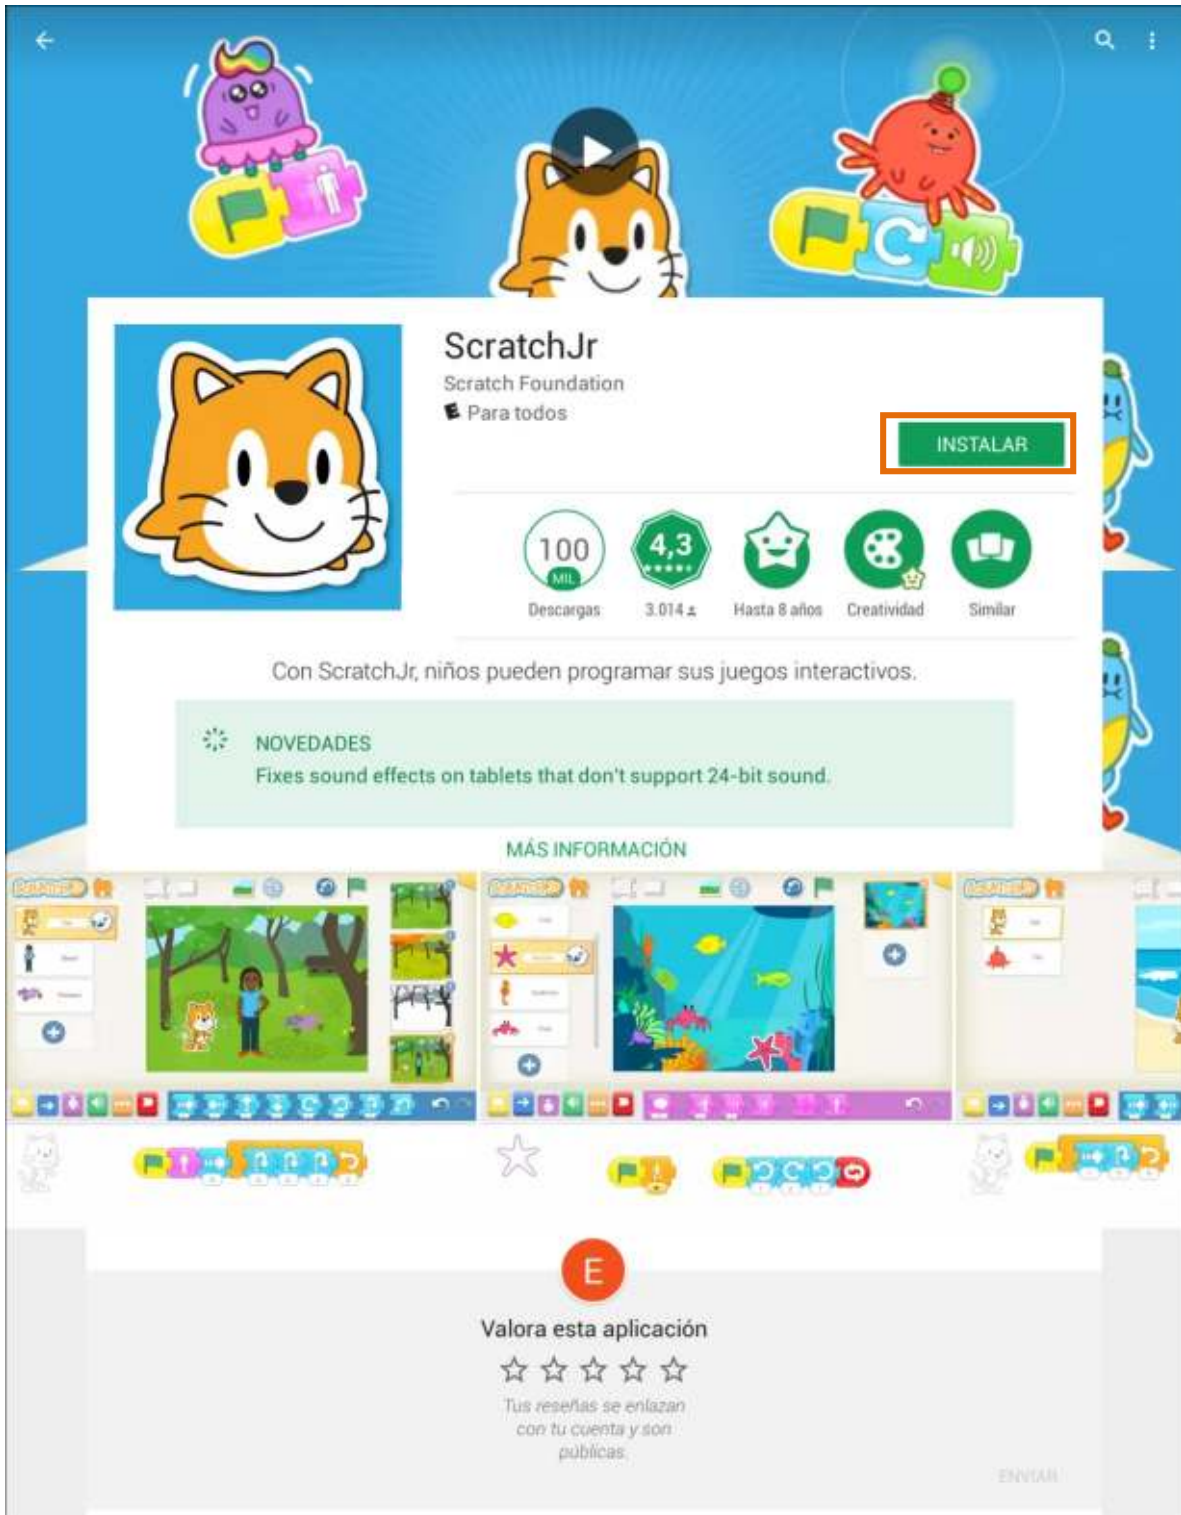 ScratchJr
Scratch Foundation
E Para todos
INSTALAR
100
MIL
4,3
Descargas
3.014
Hasta 8 años
Creatividad
Similar
Con ScratchJr, niños pueden programar sus juegos interactivos.
NOVEDADES
Fixes sound effects on tablets that don't support 24-bit sound.
MÁS INFORMACIÓN
E
Valora esta aplicación
Tus reseñas se enlazan
con tu cuenta y son
públicas.
ENVIAR